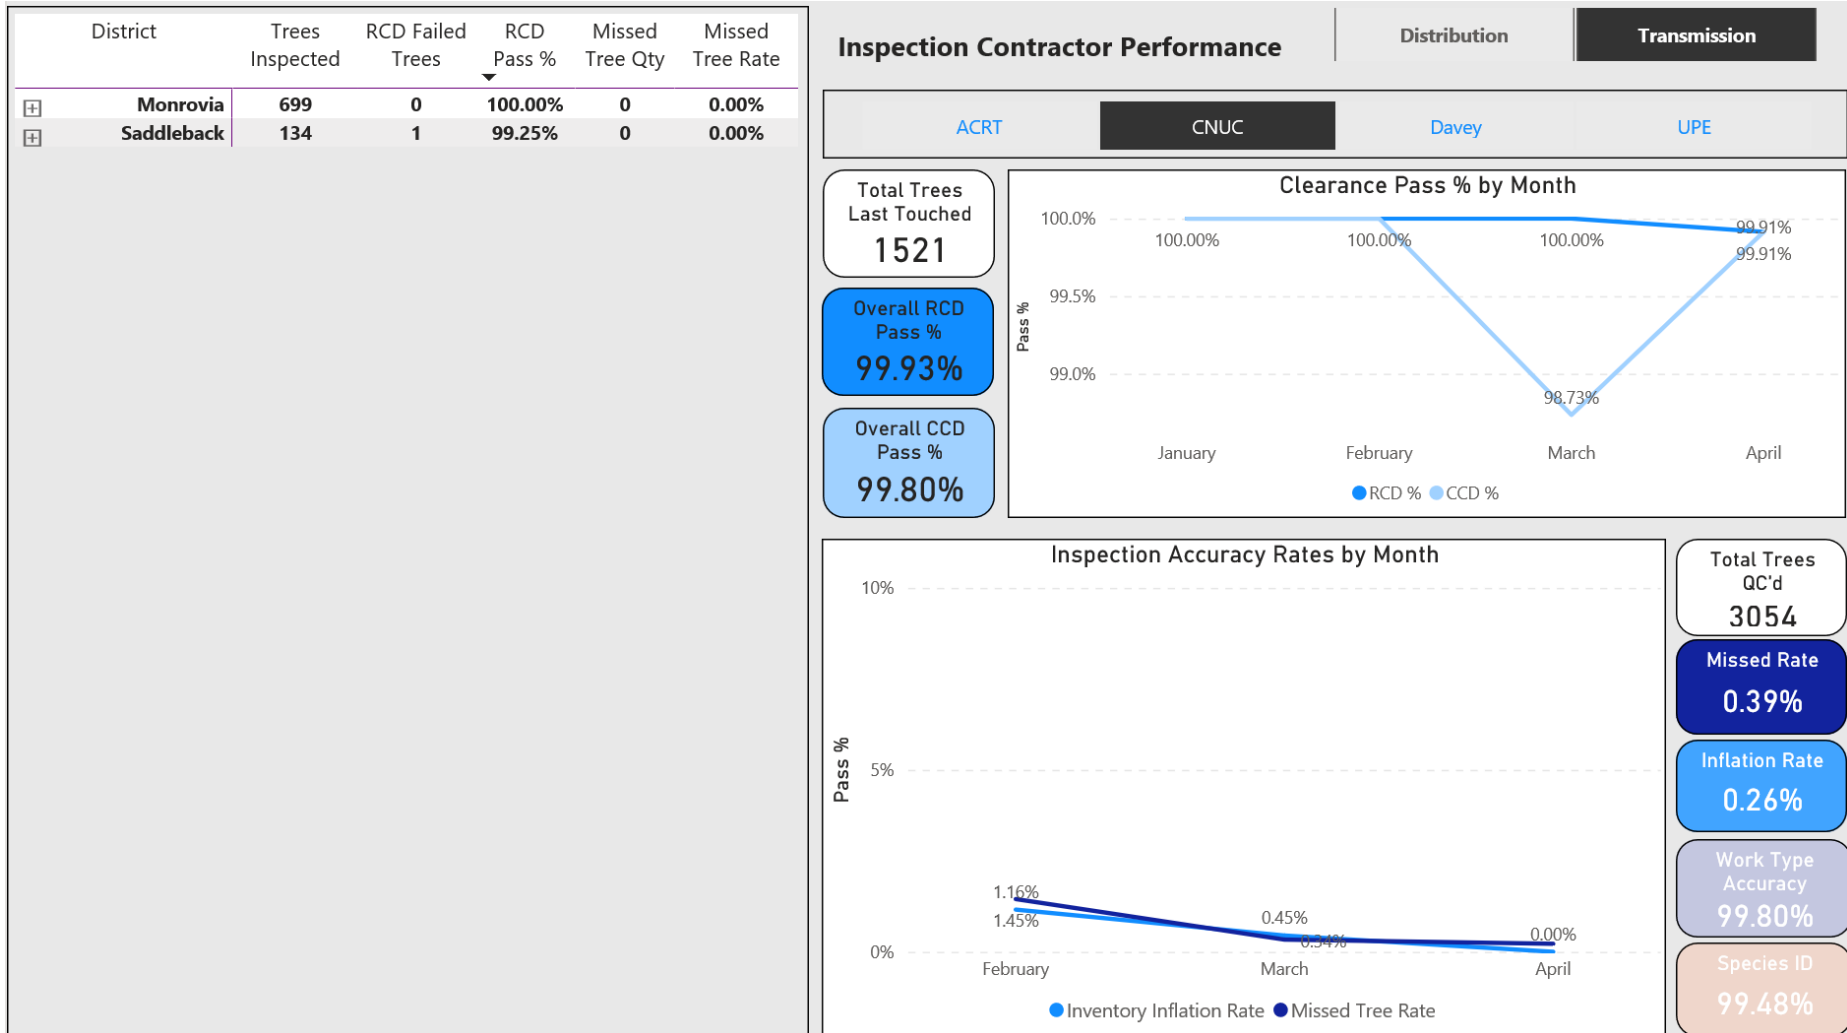 District
Trees Inspected
RCD Failed Trees
RCD Pass %
Missed Tree Qty
Missed Tree Rate
Monrovia 699 0 100.00% 0 0.00%
Saddleback 134 1 99.25% 0 0.00%
Inspection Contractor Performance
Distribution
Transmission
ACRT
CNUC
Davey
UPE
Total Trees
Last Touched
1521
Overall RCD
Pass %
99.93%
Overall CCD
Pass %
99.80%
Clearance Pass % by Month
Pass %
100.0%
99.5%
99.0%
100.00%
100.00%
100.00%
99.91%
99.91%
98.73%
January
February
March
April
RCD %
CCD %
Inspection Accuracy Rates by Month
Pass %
10%
5%
0%
1.16%
1.45%
0.45%
0.34%
0.00%
February
March
April
Inventory Inflation Rate
Missed Tree Rate
Total Trees
QC'd
3054
Missed Rate
0.39%
Inflation Rate
0.26%
Work Type
Accuracy
99.80%
Species ID
99.48%